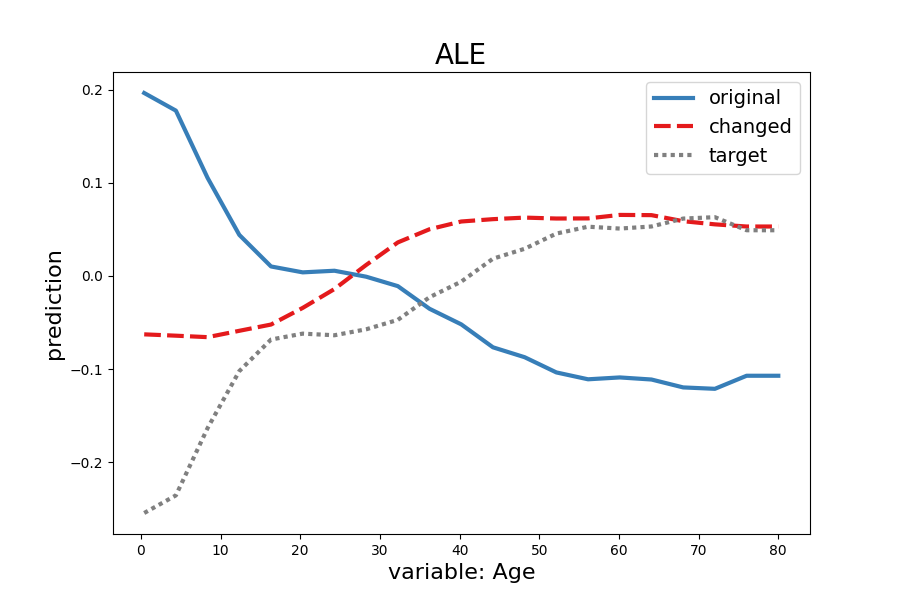 ALE
original
changed
target
prediction
0.2
0.1
0.0
−0.1
−0.2
0 10 20 30 40 50 60 70 80
variable: Age